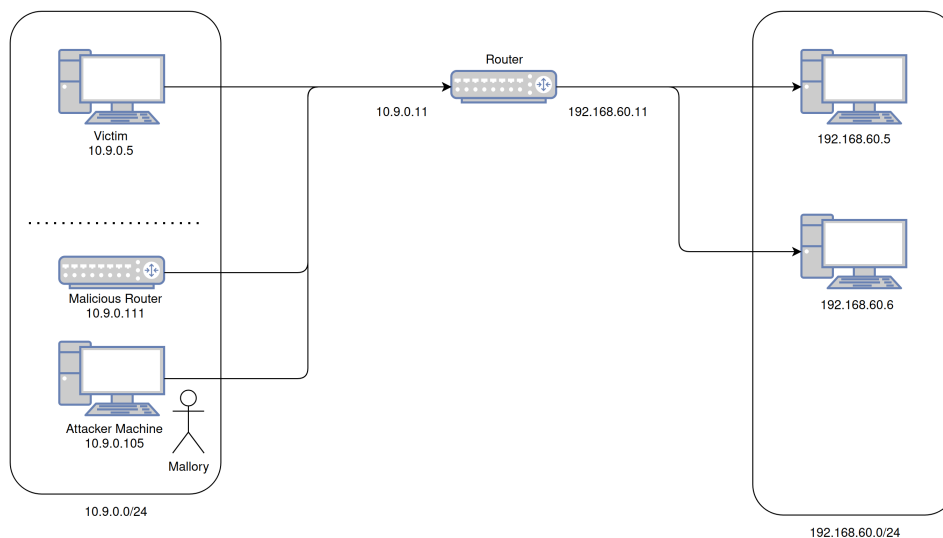 Router
10.9.0.11
192.168.60.11
Victim
10.9.0.5
192.168.60.5
Malicious Router
10.9.0.111
192.168.60.6
Attacker Machine
10.9.0.105
Mallory
10.9.0.0/24
192.168.60.0/24